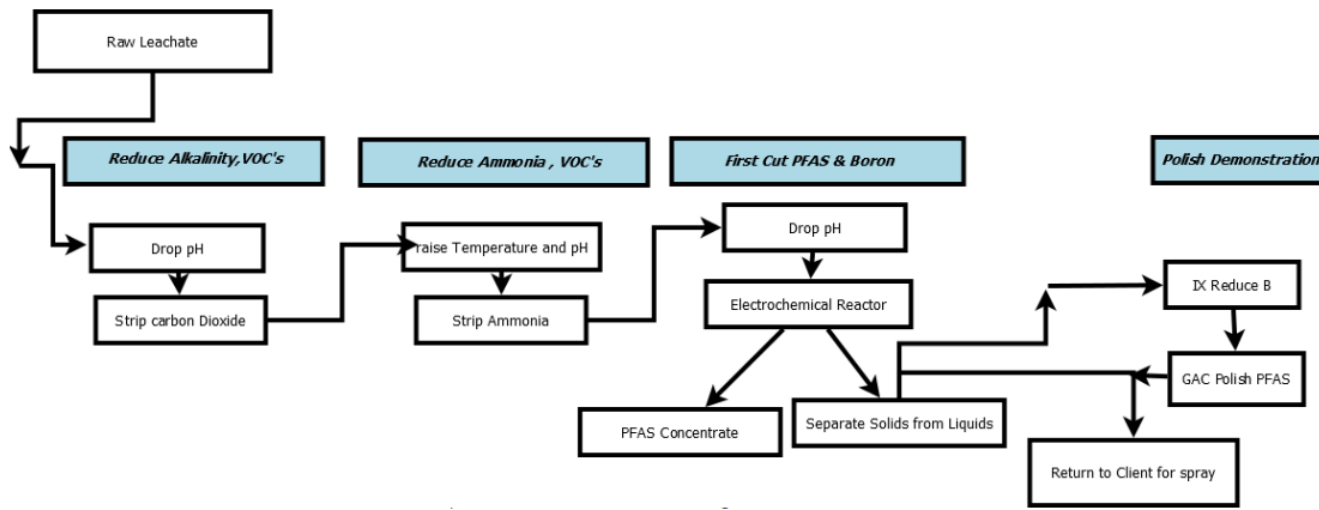 Raw Leachate
Reduce Alkalinity,VOC's
Reduce Ammonia , VOC's
First Cut PFAS & Boron
Polish Demonstration
Drop pH
Strip carbon Dioxide
raise Temperature and pH
Strip Ammonia
Drop pH
Electrochemical Reactor
PFAS Concentrate
Separate Solids from Liquids
IX Reduce B
GAC Polish PFAS
Return to Client for spray